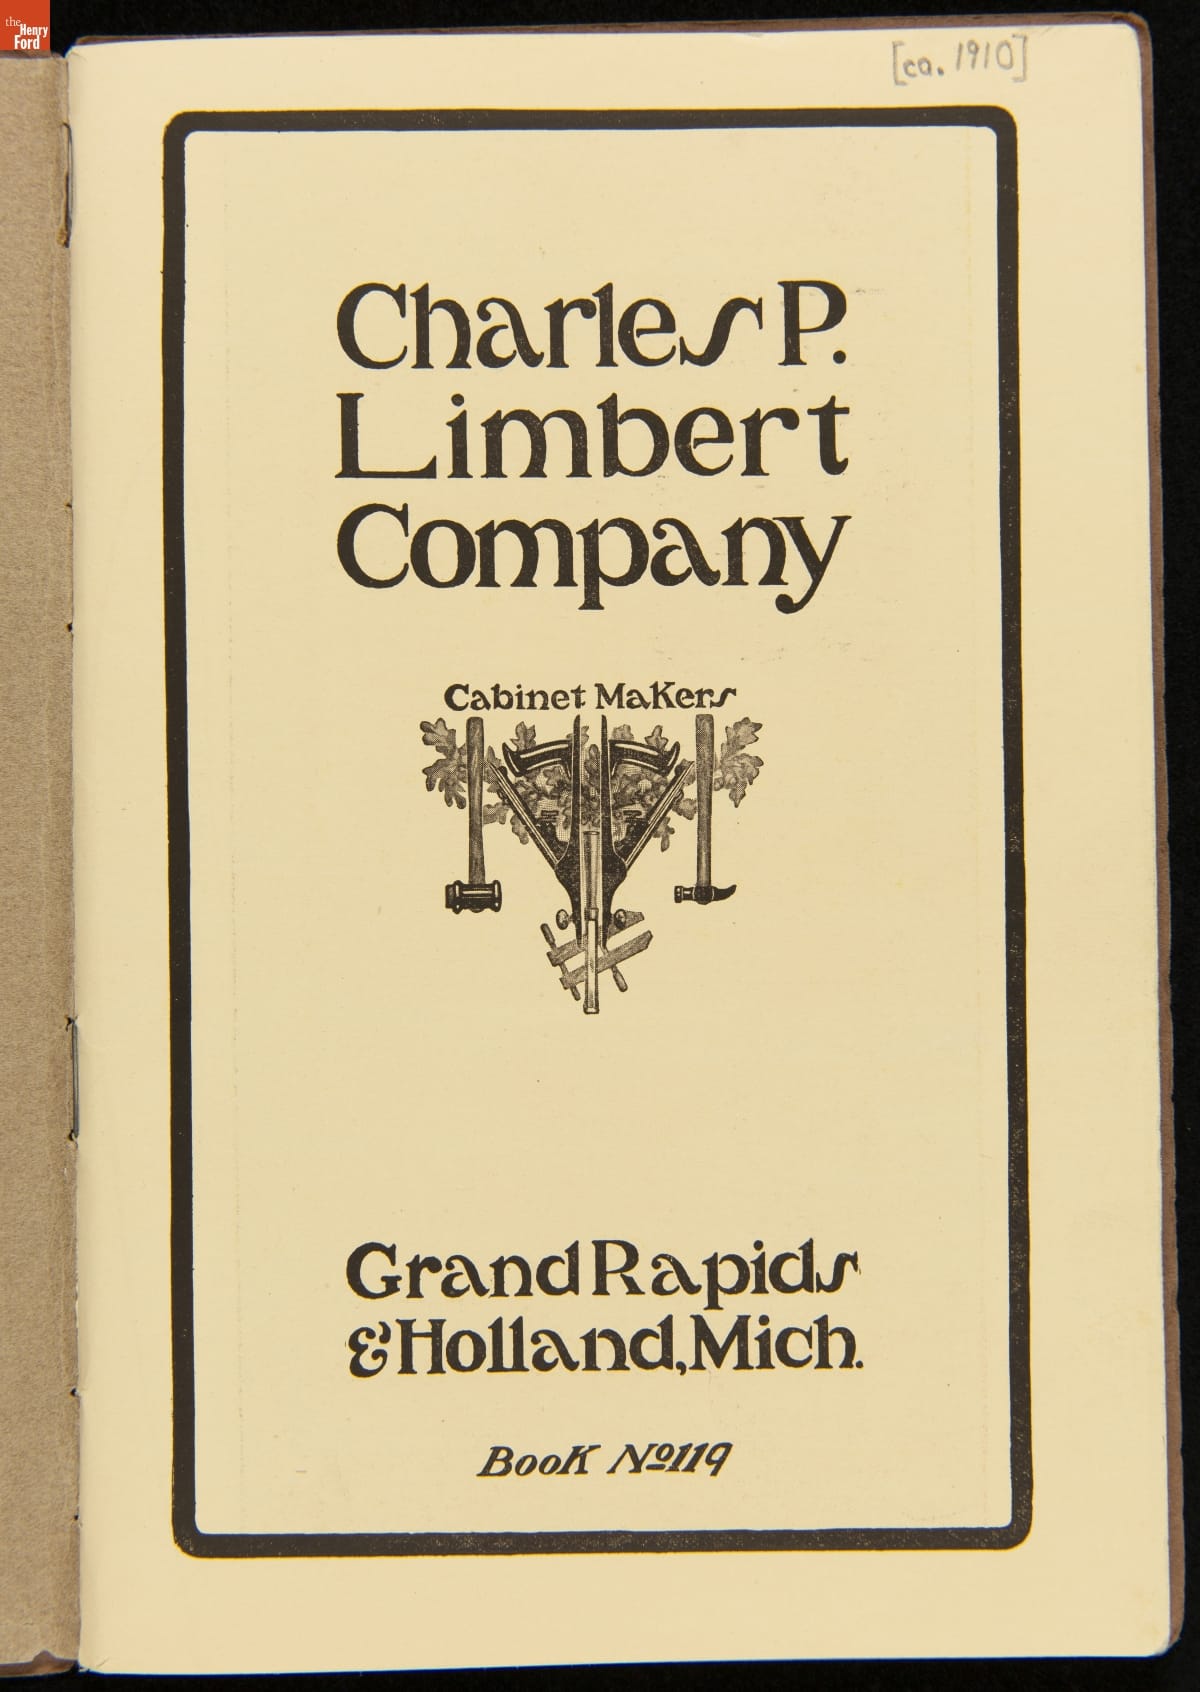 the
Henry
Ford
[ca. 1910]
Charles P.
Limbert
Company
Cabinet Makers
Grand Rapids
& Holland, Mich.
Book No 119